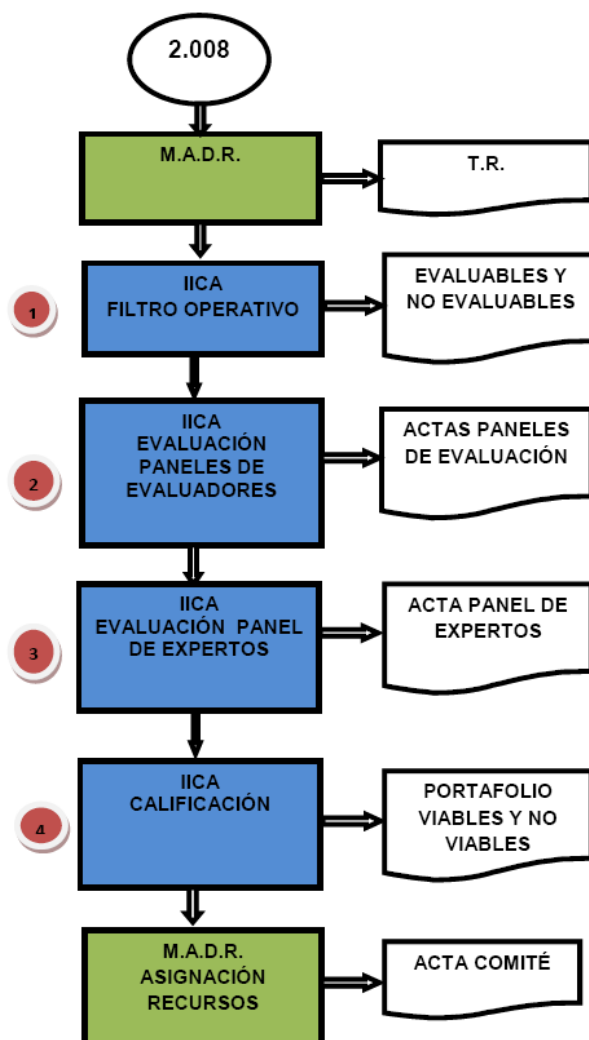 2.008
M.A.D.R.
T.R.
1
IICA
FILTRO OPERATIVO
EVALUABLES Y
NO EVALUABLES
2
IICA
EVALUACIÓN
PANELES DE
EVALUADORES
ACTAS PANELES
DE EVALUACIÓN
3
IICA
EVALUACIÓN PANEL
DE EXPERTOS
ACTA PANEL DE
EXPERTOS
4
IICA
CALIFICACIÓN
PORTAFOLIO
VIABLES Y NO
VIABLES
M.A.D.R.
ASIGNACIÓN
RECURSOS
ACTA COMITÉ